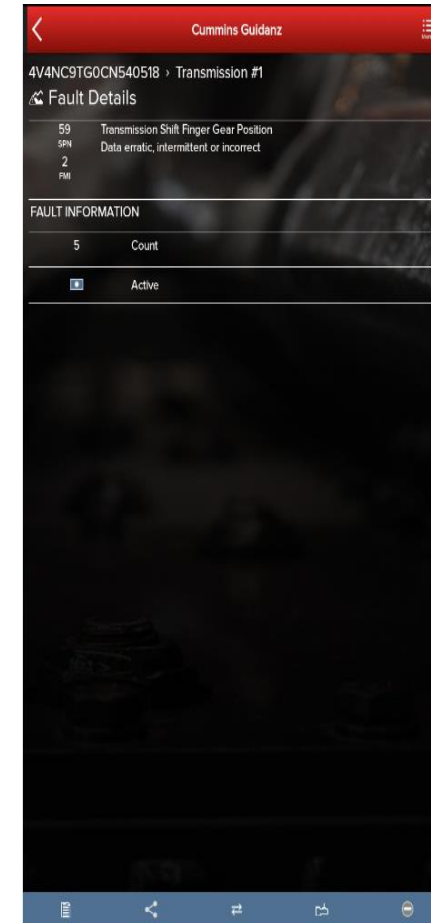 Cummins Guidanz
4V4NC9TG0CN540518 › Transmission #1
Fault Details
59 Transmission Shift Finger Gear Position
SPN Data erratic, intermittent or incorrect
2
FMI
FAULT INFORMATION
5 Count
Active